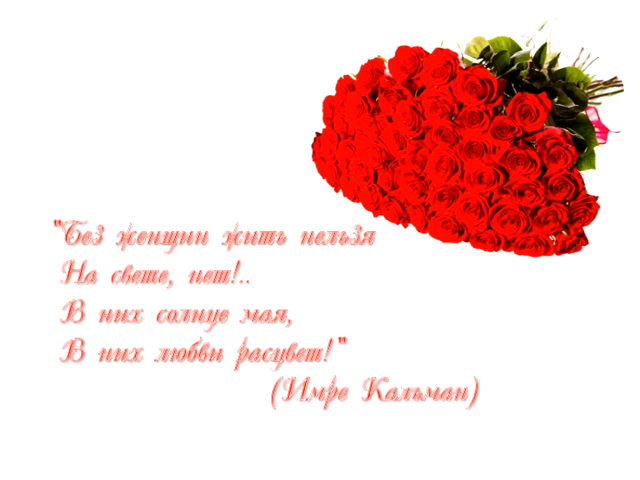 "Без женщин жить нельзя
На свете, нет!..
В них солнце мая,
В них любви расцвет!"
(Имре Кальман)